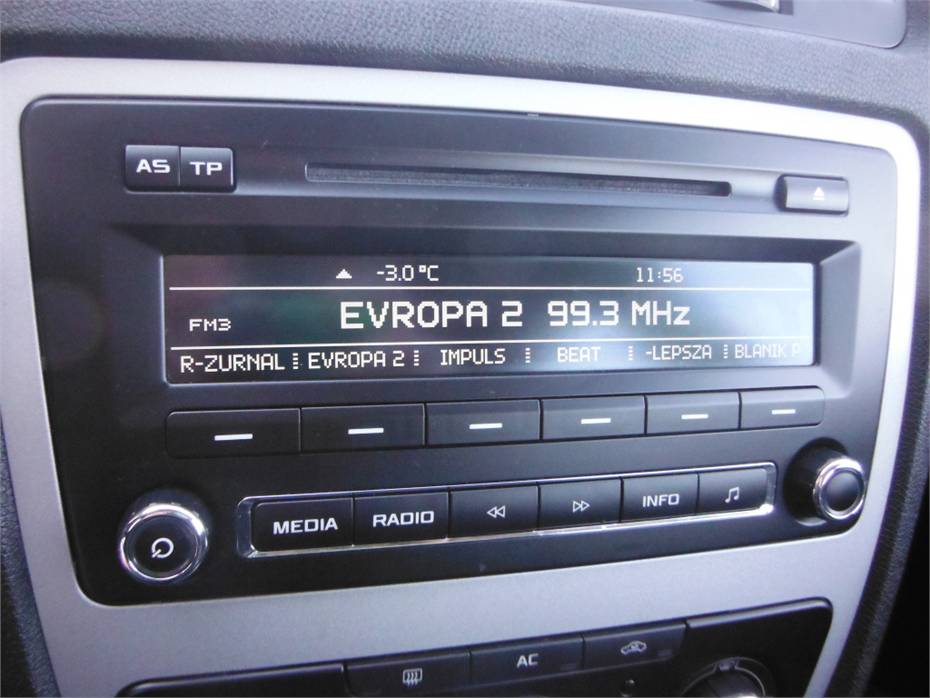 AS TP
-3.0 °C 11:56
FM3 EVROPA 2 99.3 MHz
R-ZURNAL EVROPA 2 IMPULS BEAT -LEPSZA BLANIK P
MEDIA RADIO INFO
AC